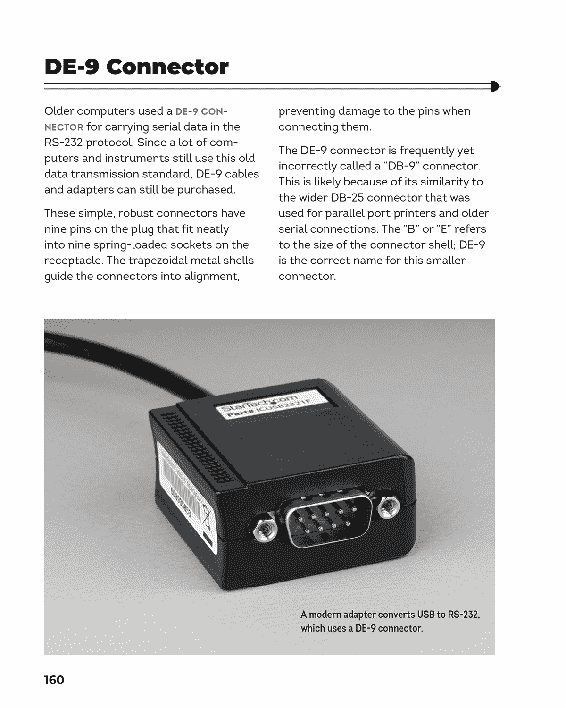 DE-9 Connector
Older computers used a DE-9 CON-
NECTOR for carrying serial data in the
RS-232 protocol. Since a lot of com-
puters and instruments still use this old
data transmission standard, DE-9 cables
and adapters can still be purchased.
These simple, robust connectors have
nine pins on the plug that fit neatly
into nine spring-loaded sockets on the
receptacle. The trapezoidal metal shells
guide the connectors into alignment,
preventing damage to the pins when
connecting them.
The DE-9 connector is frequently yet
incorrectly called a "DB-9" connector.
This is likely because of its similarity to
the wider DB-25 connector that was
used for parallel port printers and older
serial connections. The "B" or "E" refers
to the size of the connector shell; DE-9
is the correct name for this smaller
connector.
StarTech.com
Part# ICUSB2321F
A modern adapter converts USB to RS-232,
which uses a DE-9 connector.
160